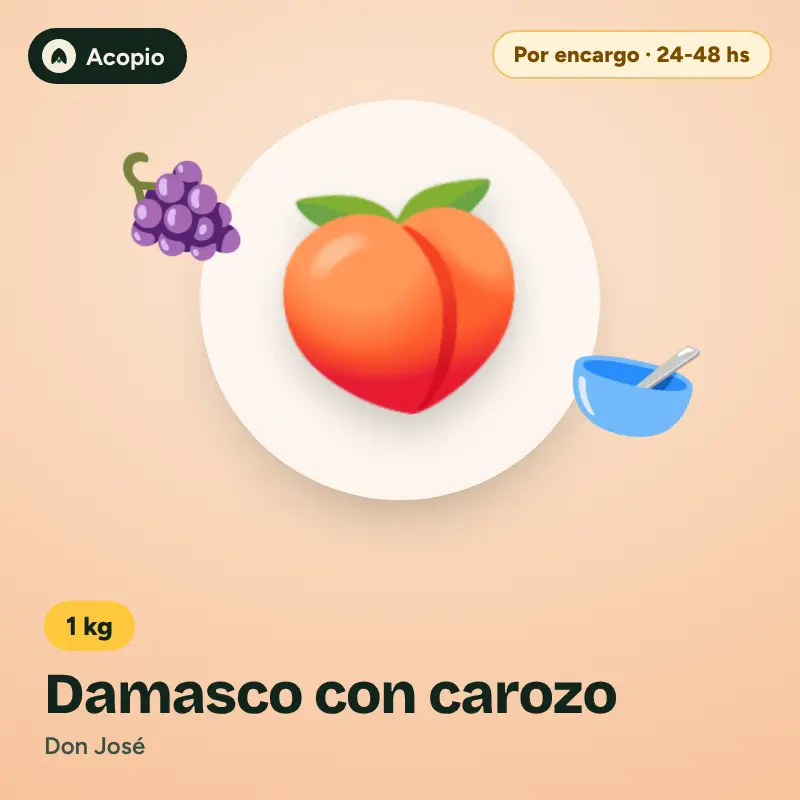 Acopio
Por encargo · 24-48 hs
1 kg
Damasco con carozo
Don José